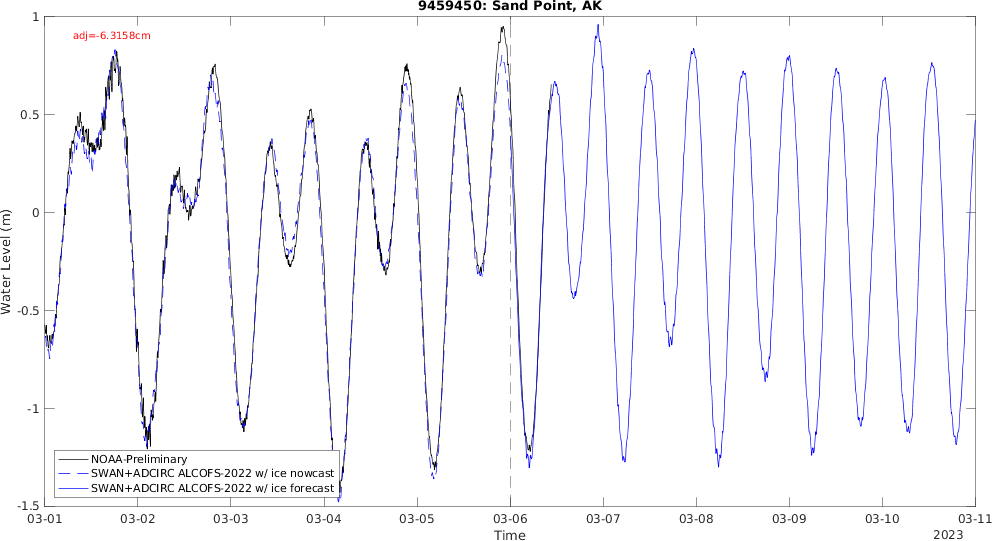 9459450: Sand Point, AK
adj=-6.3158cm
Water Level (m)
1
0.5
0
-0.5
-1
-1.5
NOAA-Preliminary
SWAN+ADCIRC ALCOFS-2022 w/ ice nowcast
SWAN+ADCIRC ALCOFS-2022 w/ ice forecast
03-01 03-02 03-03 03-04 03-05 03-06 03-07 03-08 03-09 03-10 03-11
Time
2023